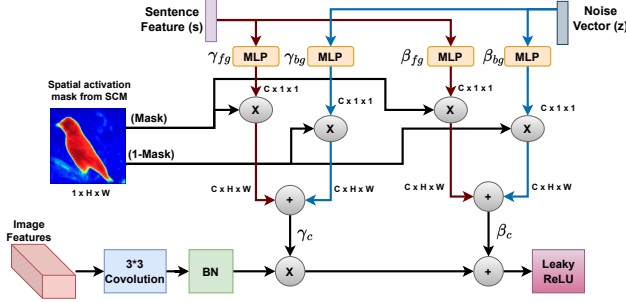 Sentence
Feature (s)
Noise
Vector (z)
γfg
MLP
γbg
MLP
βfg
MLP
βbg
MLP
C x 1 x 1
C x 1 x 1
C x 1 x 1
C x 1 x 1
Spatial activation
mask from SCM
(Mask)
X
X
X
X
(1-Mask)
1 x H x W
C x H x W
C x H x W
C x H x W
C x H x W
+
+
γc
βc
Image
Features
3*3
Covolution
BN
X
+
Leaky
ReLU